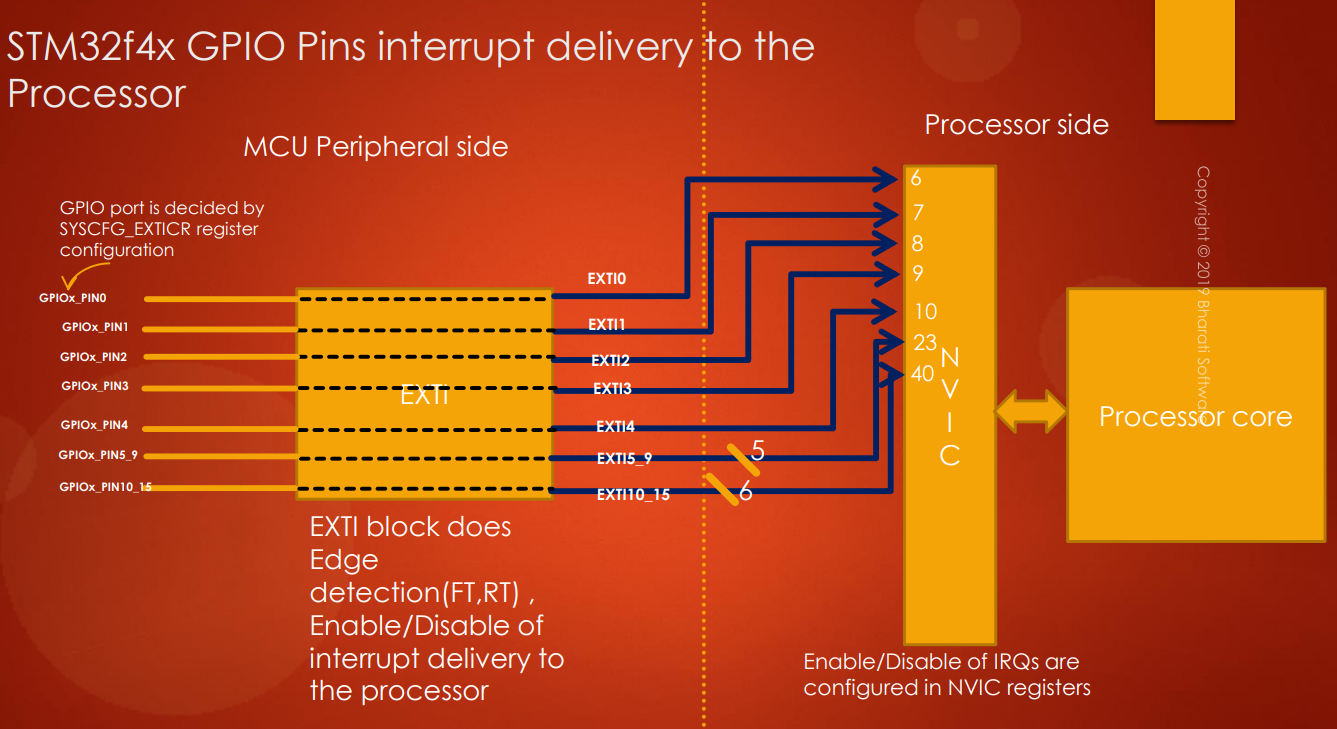 STM32f4x GPIO Pins interrupt delivery to the
Processor
MCU Peripheral side
Processor side
GPIO port is decided by
SYSCFG_EXTICR register
configuration
GPIOx_PIN0
GPIOx_PIN1
GPIOx_PIN2
GPIOx_PIN3
GPIOx_PIN4
GPIOx_PIN5_9
GPIOx_PIN10_15
EXTi
EXTI0
EXTI1
EXTI2
EXTI3
EXTI4
EXTI5_9
EXTI10_15
5
6
6
7
8
9
10
23
40
N
V
I
C
Processor core
Copyright © 2019 Bharati Software
EXTI block does
Edge
detection(FT,RT) ,
Enable/Disable of
interrupt delivery to
the processor
Enable/Disable of IRQs are
configured in NVIC registers